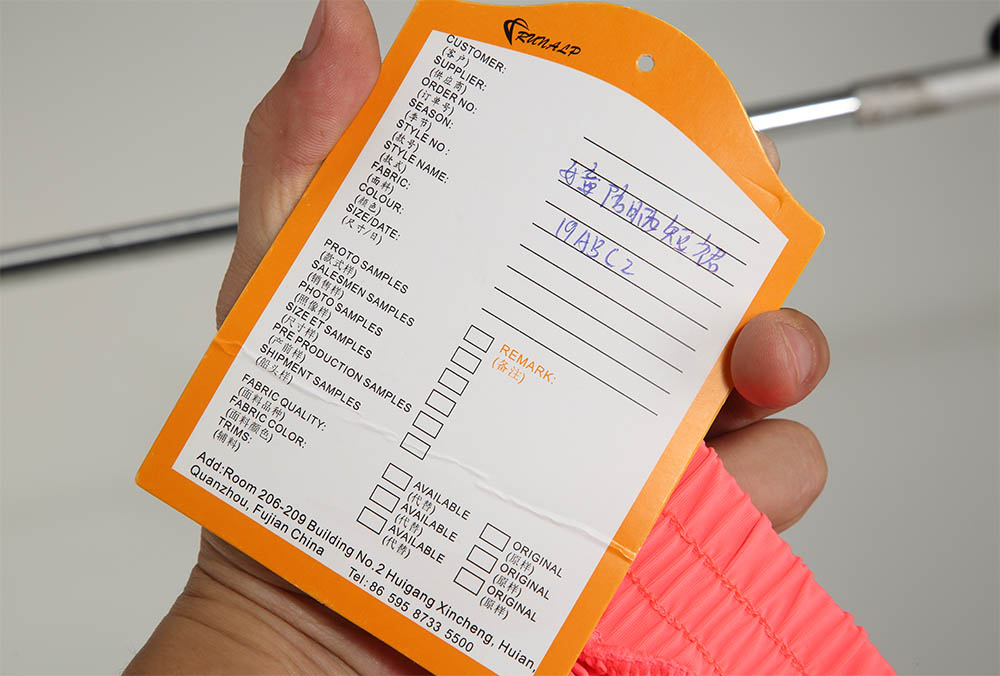 RUNALP
CUSTOMER:
(客户)
SUPPLIER:
(供应商)
ORDER NO:
(订单号)
SEASON:
(季节)
STYLE NO:
(款号)
STYLE NAME:
(款式)
FABRIC:
(面料)
COLOUR:
(颜色)
SIZE/DATE:
(尺寸/日)
短裙
19ABC2
PROTO SAMPLES
(款式样)
SALESMEN SAMPLES
(销售样)
PHOTO SAMPLES
(照像样)
SIZE ET SAMPLES
(尺寸样)
PRE PRODUCTION SAMPLES
(产前样)
SHIPMENT SAMPLES
(船头样)
REMARK:
(备注)
FABRIC QUALITY:
(面料品种)
FABRIC COLOR:
(面料颜色)
TRIMS:
(辅料)
AVAILABLE
(代替)
AVAILABLE
(代替)
AVAILABLE
(代替)
ORIGINAL
(原样)
ORIGINAL
(原样)
ORIGINAL
(原样)
Add:Room 206-209 Building No.2 Huigang Xincheng, Huian,
Quanzhou, Fujian China
Tel: 86 595 8733 5500